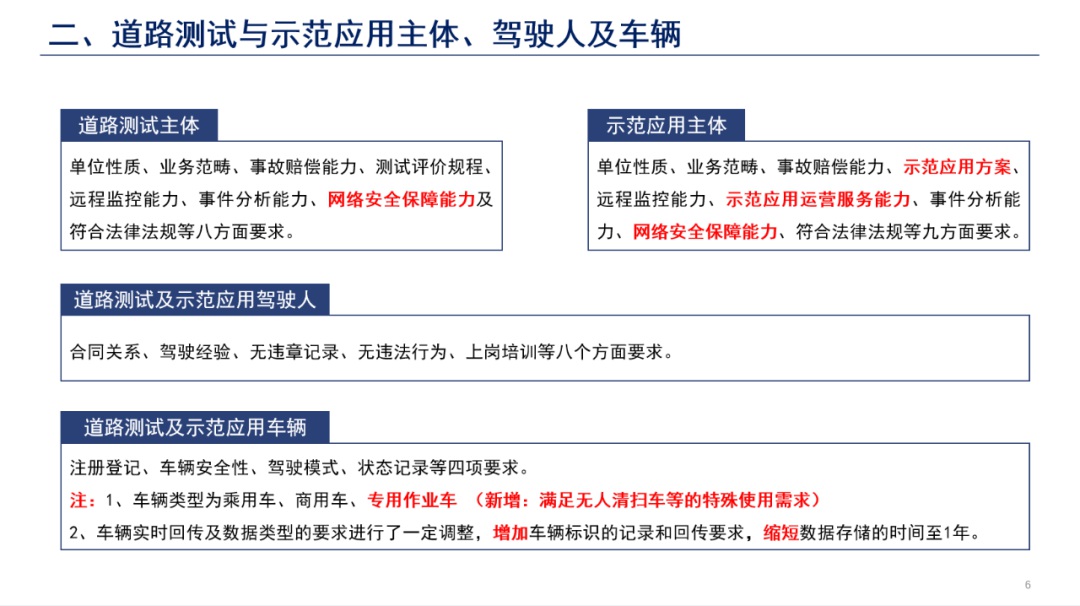 二、道路测试与示范应用主体、驾驶人及车辆
道路测试主体
单位性质、业务范畴、事故赔偿能力、测试评价规程、
远程监控能力、事件分析能力、网络安全保障能力及
符合法律法规等八方面要求。
示范应用主体
单位性质、业务范畴、事故赔偿能力、示范应用方案、
远程监控能力、示范应用运营服务能力、事件分析能
力、网络安全保障能力、符合法律法规等九方面要求。
道路测试及示范应用驾驶人
合同关系、驾驶经验、无违章记录、无违法行为、上岗培训等八个方面要求。
道路测试及示范应用车辆
注册登记、车辆安全性、驾驶模式、状态记录等四项要求。
注：1、车辆类型为乘用车、商用车、专用作业车 （新增：满足无人清扫车等的特殊使用需求）
2、车辆实时回传及数据类型的要求进行了一定调整，增加车辆标识的记录和回传要求，缩短数据存储的时间至1年。
6